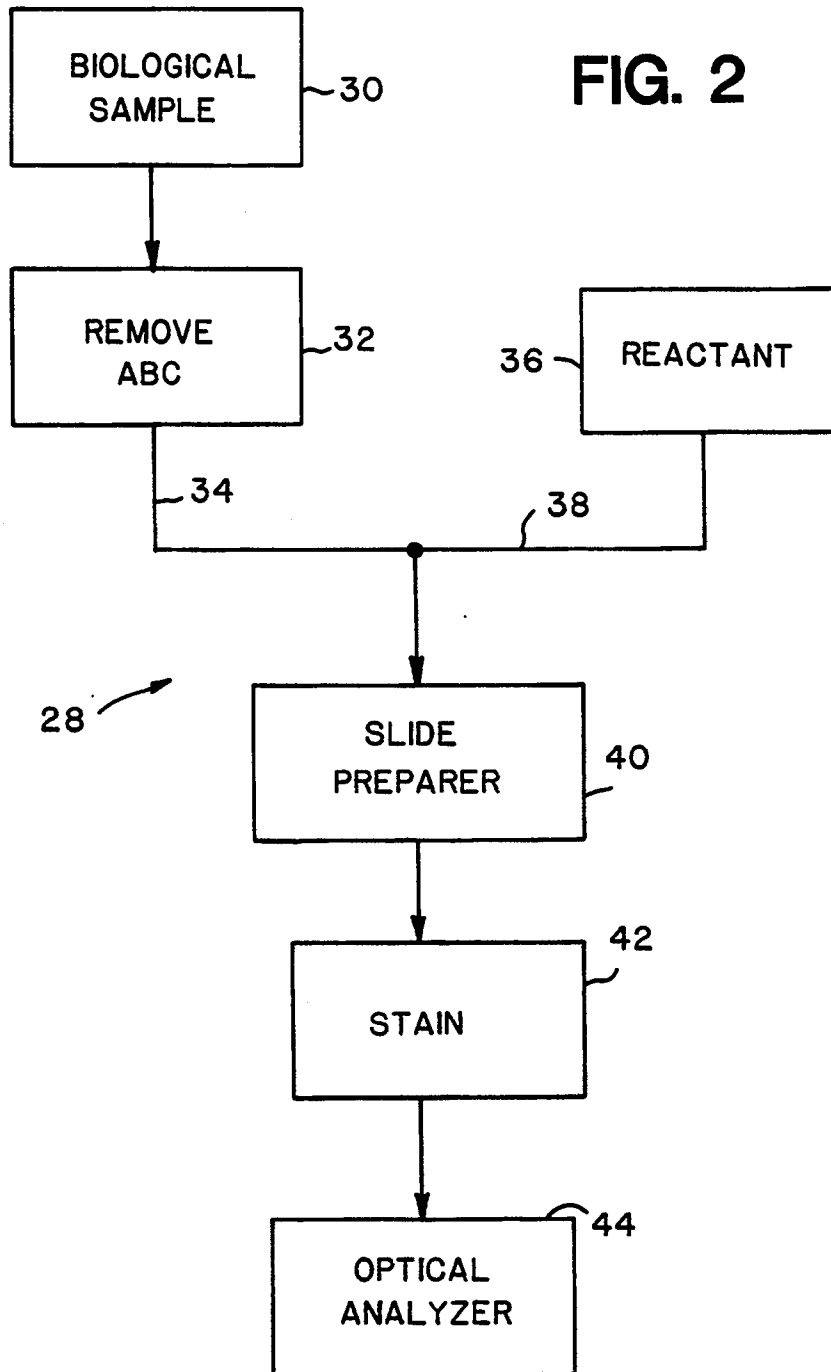 FIG. 2
BIOLOGICAL
SAMPLE
30
REMOVE
ABC
32
36
REACTANT
34
38
28
SLIDE
PREPARER
40
STAIN
42
44
OPTICAL
ANALYZER